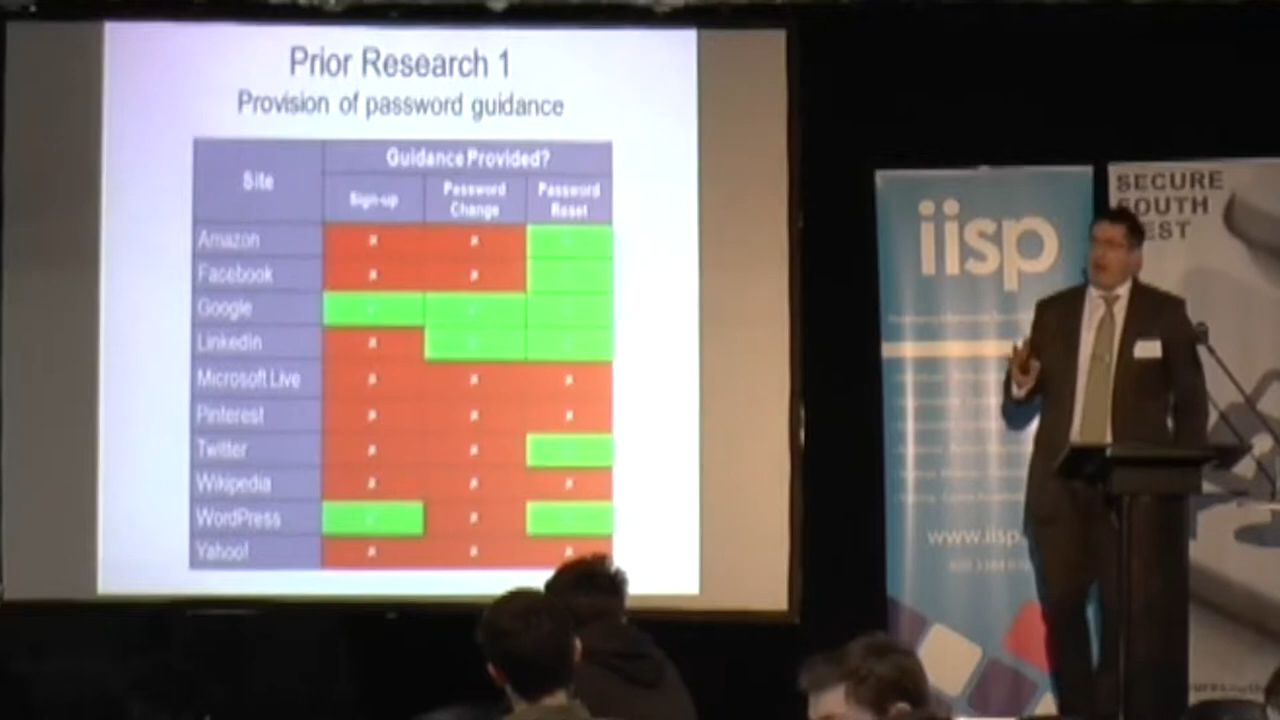 Prior Research 1
Provision of password guidance
Site
Guidance Provided?
Sign-up
Password Change
Password Reset
Amazon x x
Facebook x x
Google
LinkedIn x
Microsoft Live x x x
Pinterest x x x
Twitter x x
Wikipedia x x x
WordPress x
Yahoo! x x x
iisp
www.iisp
SECURE
SOUTH
EST